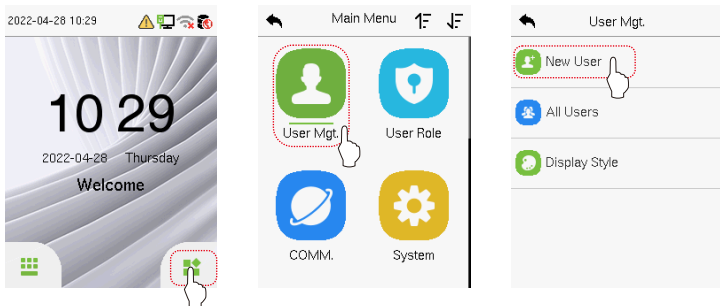 2022-04-28 10:29
10 29
2022-04-28 Thursday
Welcome
Main Menu
User Mgt.
User Role
COMM.
System
User Mgt.
New User
All Users
Display Style